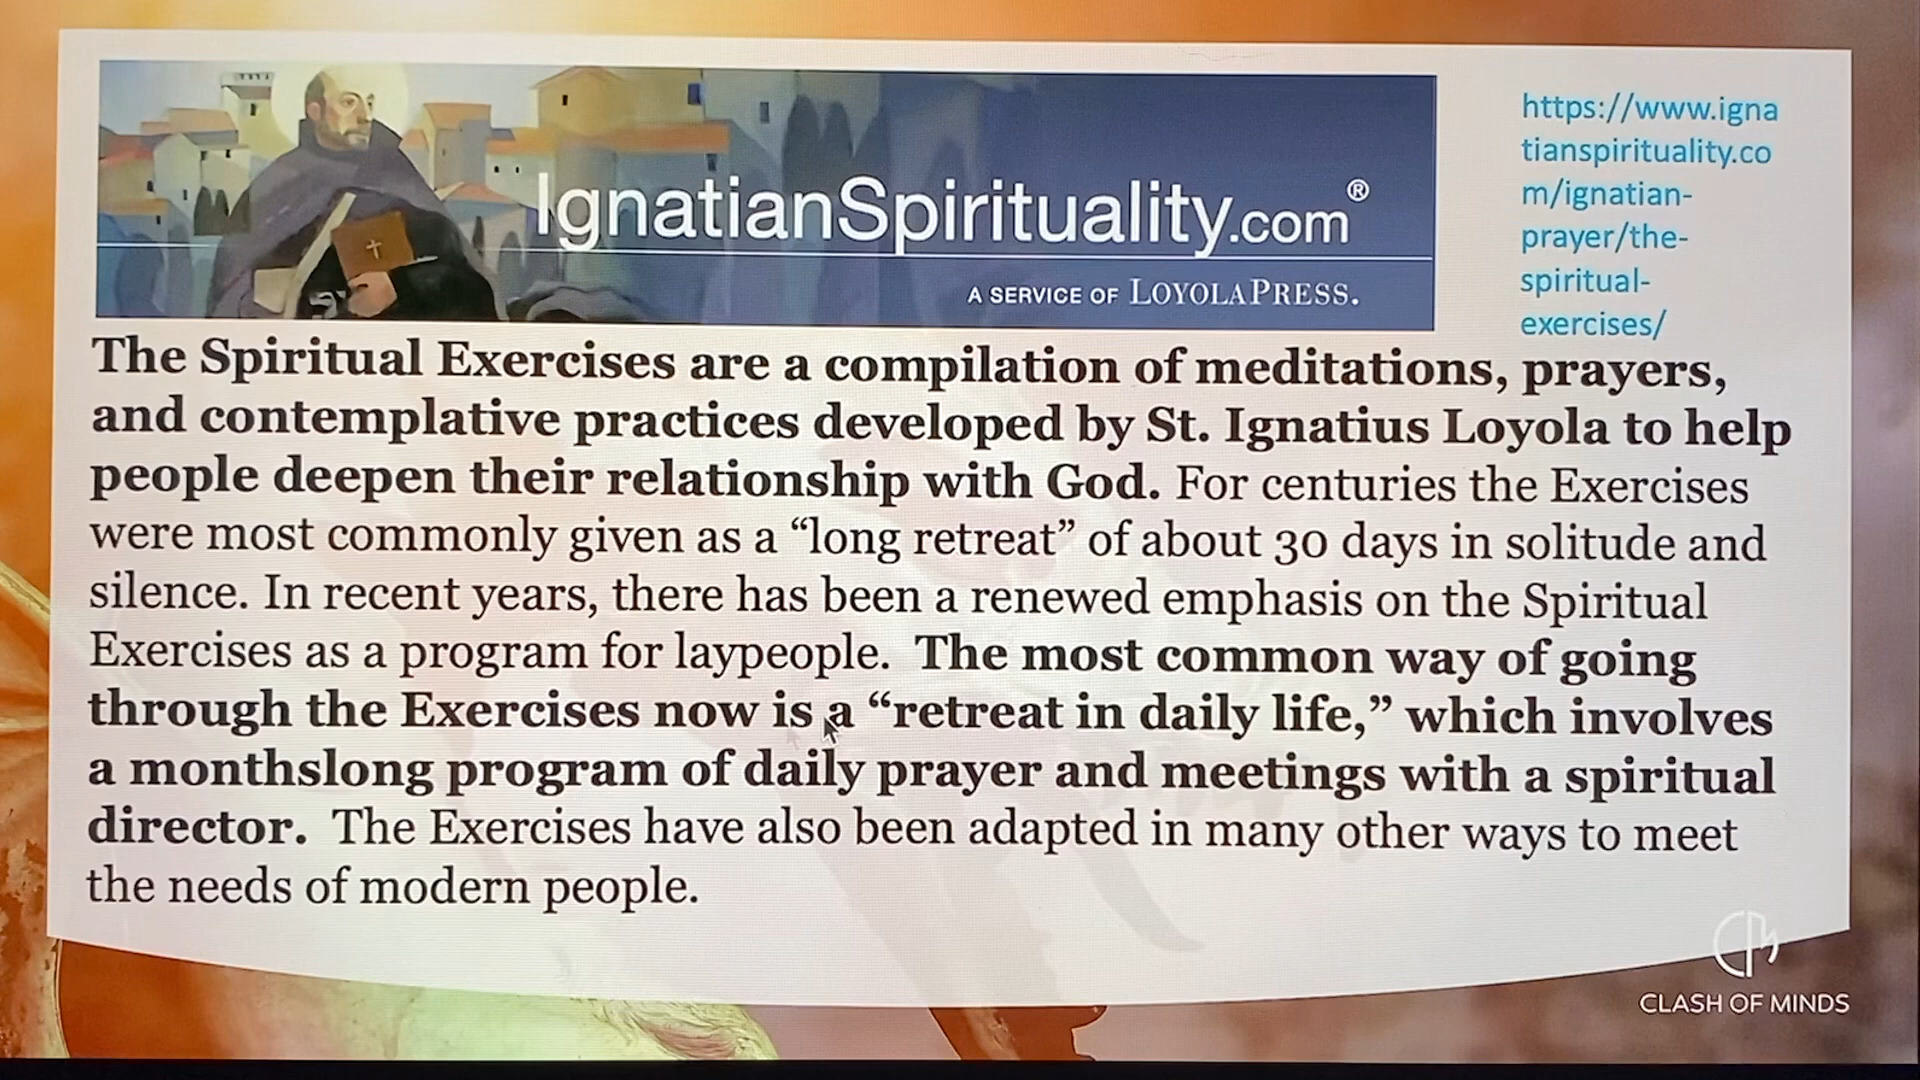 IgnatianSpirituality.com®
A SERVICE OF LOYOLAPRESS.
https://www.igna
tianspirituality.co
m/ignatian-
prayer/the-
spiritual-
exercises/
The Spiritual Exercises are a compilation of meditations, prayers,
and contemplative practices developed by St. Ignatius Loyola to help
people deepen their relationship with God. For centuries the Exercises
were most commonly given as a “long retreat” of about 30 days in solitude and
silence. In recent years, there has been a renewed emphasis on the Spiritual
Exercises as a program for laypeople. The most common way of going
through the Exercises now is a “retreat in daily life,” which involves
a monthslong program of daily prayer and meetings with a spiritual
director. The Exercises have also been adapted in many other ways to meet
the needs of modern people.
CLASH OF MINDS